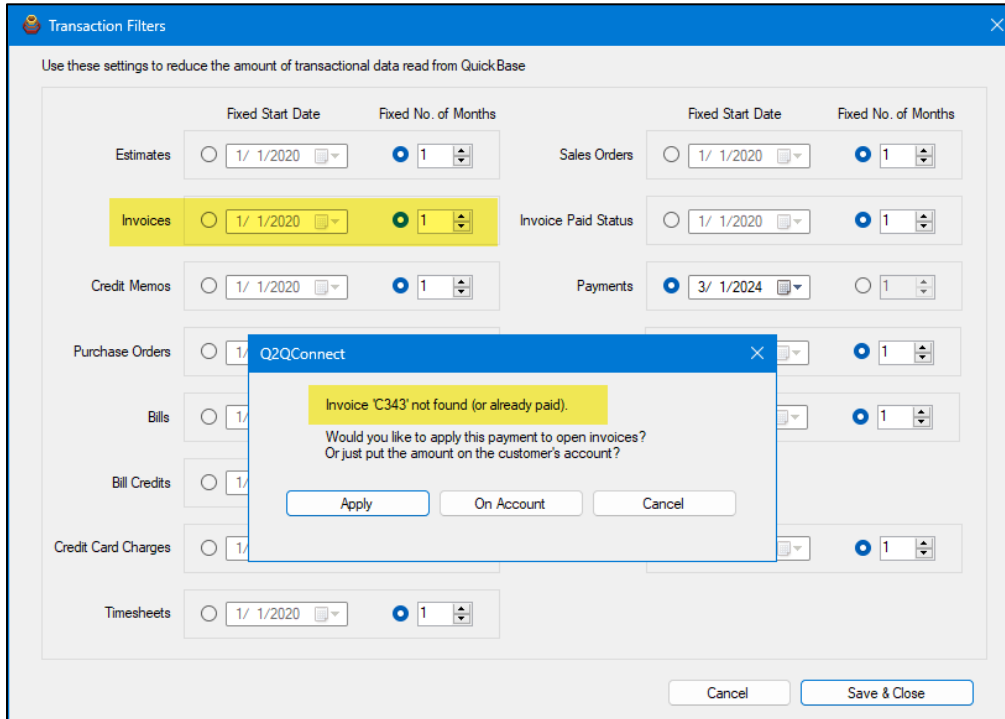 Transaction Filters
Use these settings to reduce the amount of transactional data read from QuickBase
Fixed Start Date Fixed No. of Months Fixed Start Date Fixed No. of Months
Estimates 1/ 1/2020 1 Sales Orders 1/ 1/2020 1
Invoices 1/ 1/2020 1 Invoice Paid Status 1/ 1/2020 1
Credit Memos 1/ 1/2020 1 Payments 3/ 1/2024 1
Purchase Orders 1/ 1
Bills 1/ 1
Bill Credits 1/
Credit Card Charges 1/ 1
Timesheets 1/ 1/2020 1
Q2QConnect
Invoice 'C343' not found (or already paid).
Would you like to apply this payment to open invoices?
Or just put the amount on the customer's account?
Apply On Account Cancel
Cancel Save & Close